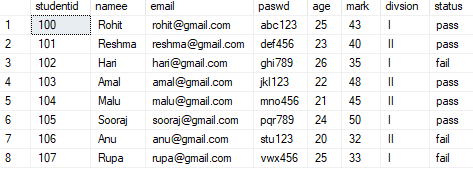 studentid namee email paswd age mark divsion status
1 100 Rohit rohit@gmail.com abc123 25 43 I pass
2 101 Reshma reshma@gmail.com def456 23 40 II pass
3 102 Hari hari@gmail.com ghi789 26 35 I fail
4 103 Amal amal@gmail.com jkl123 22 48 II pass
5 104 Malu malu@gmail.com mno456 21 45 II pass
6 105 Sooraj sooraj@gmail.com pqr789 24 50 I pass
7 106 Anu anu@gmail.com stu123 20 32 II fail
8 107 Rupa rupa@gmail.com vwx456 25 33 I fail